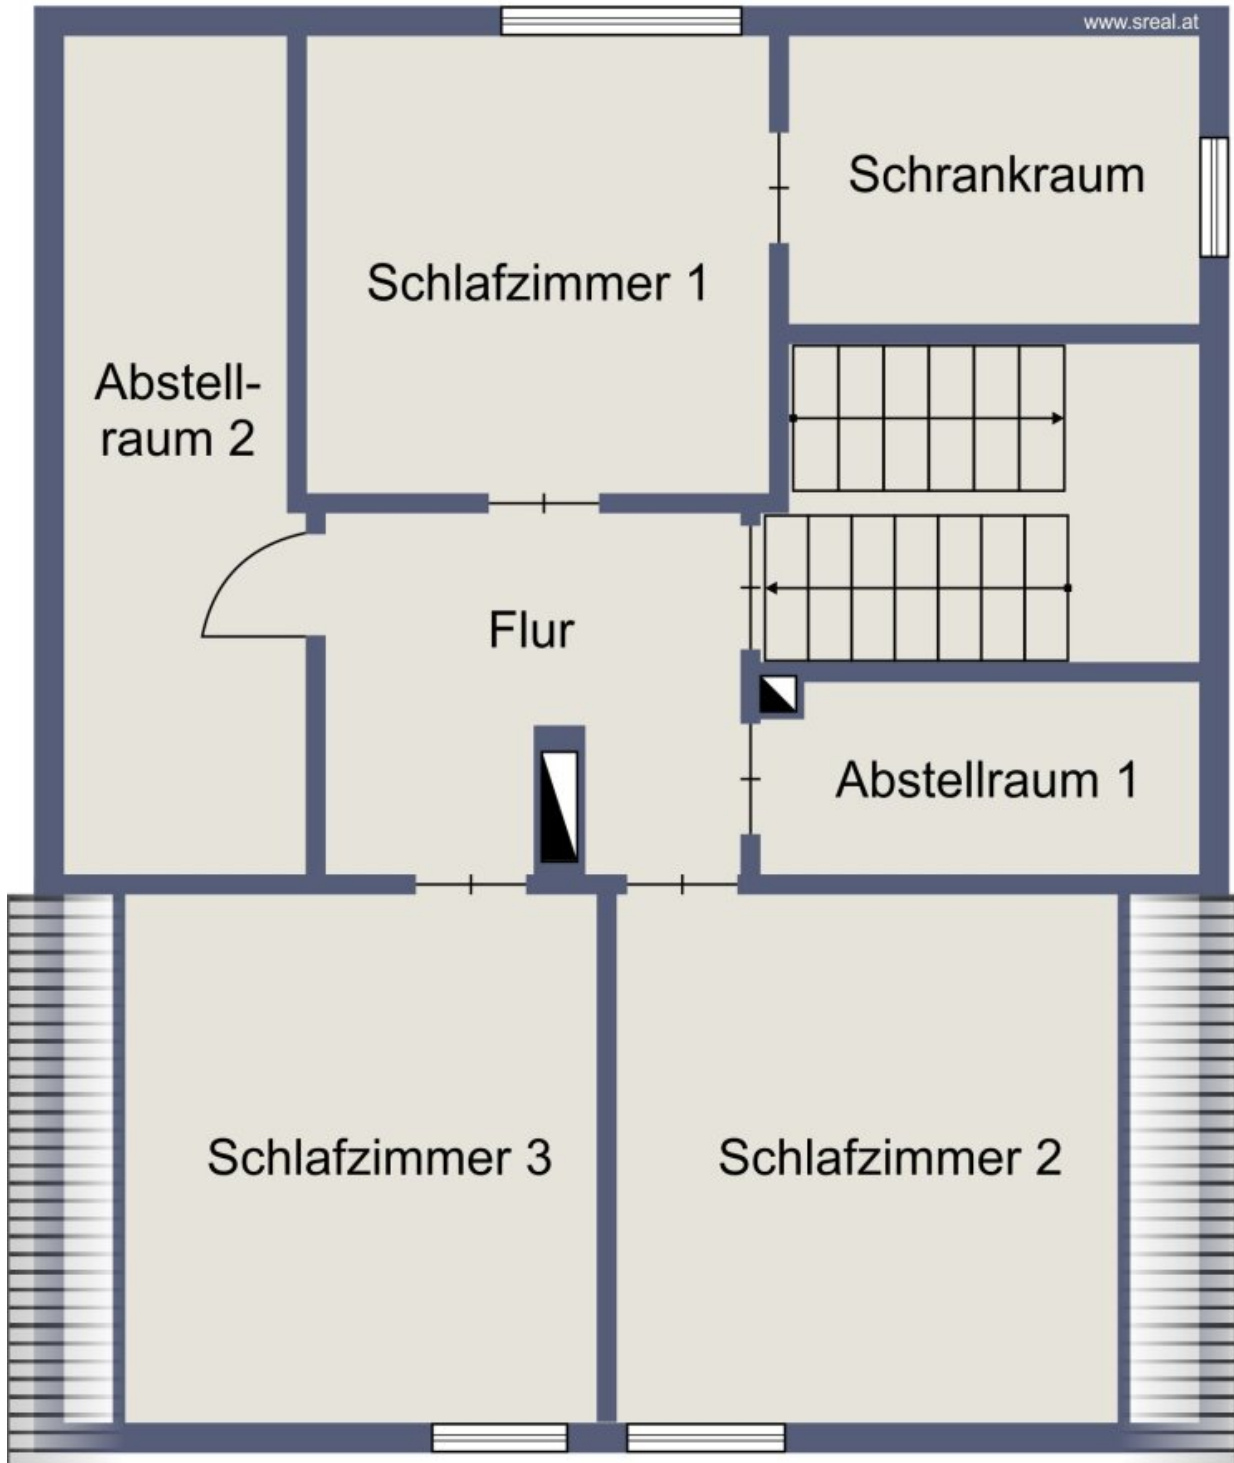 www.sreal.at
Schrankraum
Schlafzimmer 1
Abstell-
raum 2
Flur
Abstellraum 1
Schlafzimmer 3
Schlafzimmer 2